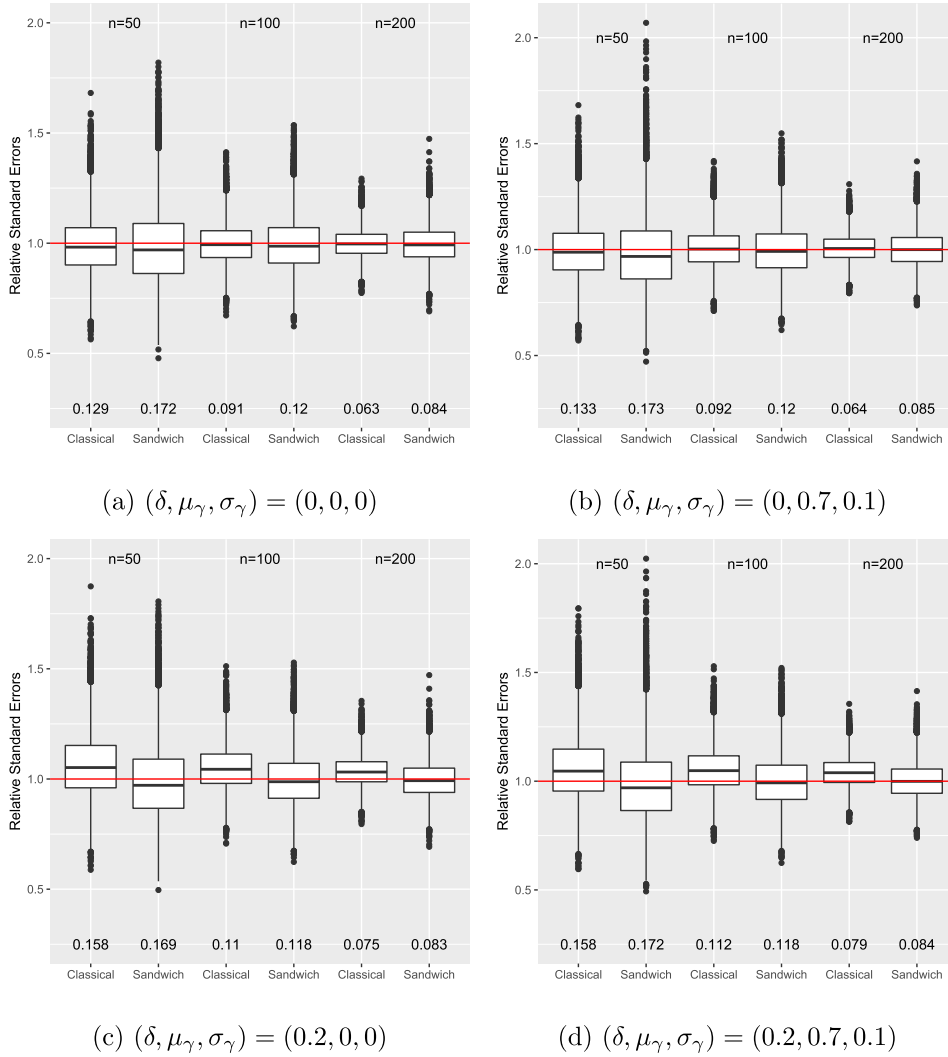 n=50 n=100 n=200
Relative Standard Errors
2.0
1.5
1.0
0.5
0.129 0.172 0.091 0.12 0.063 0.084
Classical Sandwich Classical Sandwich Classical Sandwich
(a) (δ, μγ, σγ) = (0, 0, 0)
n=50 n=100 n=200
Relative Standard Errors
2.0
1.5
1.0
0.5
0.133 0.173 0.092 0.12 0.064 0.085
Classical Sandwich Classical Sandwich Classical Sandwich
(b) (δ, μγ, σγ) = (0, 0.7, 0.1)
n=50 n=100 n=200
Relative Standard Errors
2.0
1.5
1.0
0.5
0.158 0.169 0.11 0.118 0.075 0.083
Classical Sandwich Classical Sandwich Classical Sandwich
(c) (δ, μγ, σγ) = (0.2, 0, 0)
n=50 n=100 n=200
Relative Standard Errors
2.0
1.5
1.0
0.5
0.158 0.172 0.112 0.118 0.079 0.084
Classical Sandwich Classical Sandwich Classical Sandwich
(d) (δ, μγ, σγ) = (0.2, 0.7, 0.1)